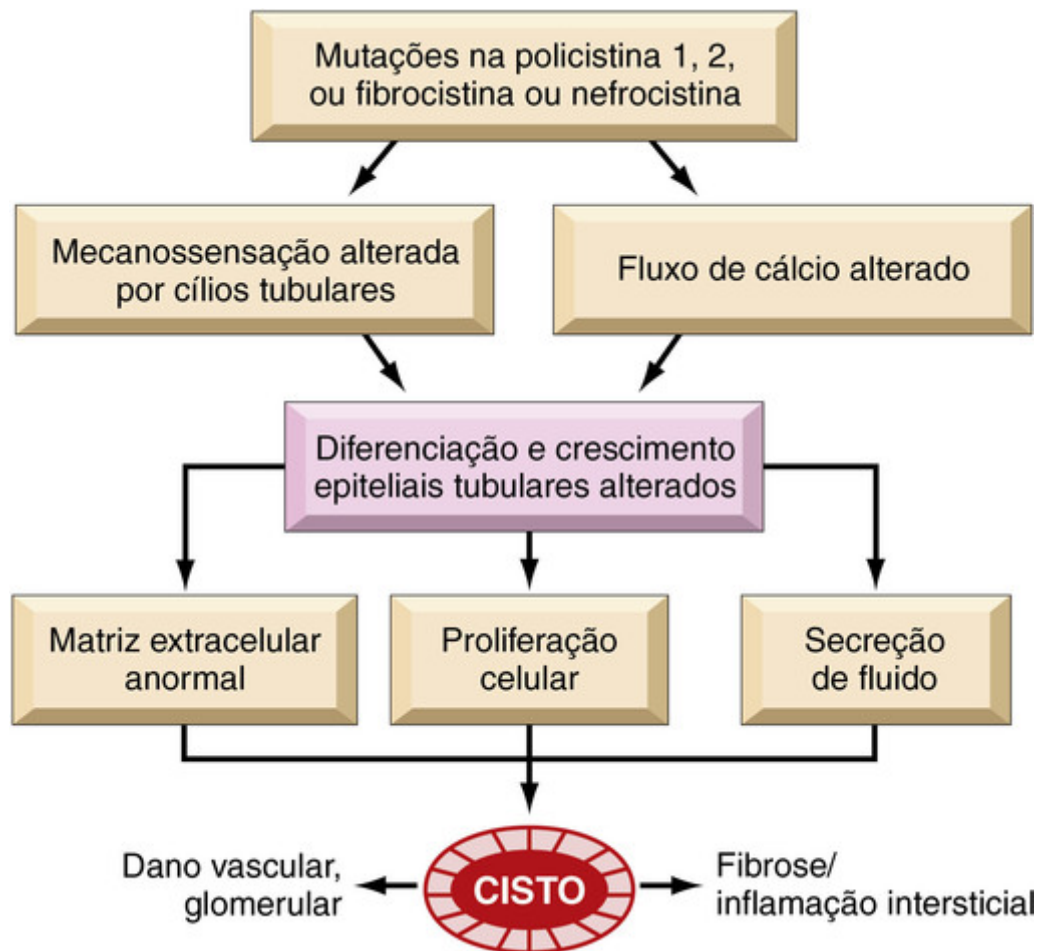 Mutações na policistina 1, 2,
ou fibrocistina ou nefrocistina
Mecanossensação alterada
por cílios tubulares
Fluxo de cálcio alterado
Diferenciação e crescimento
epiteliais tubulares alterados
Matriz extracelular
anormal
Proliferação
celular
Secreção
de fluido
Dano vascular,
glomerular
CISTO
Fibrose/
inflamação intersticial